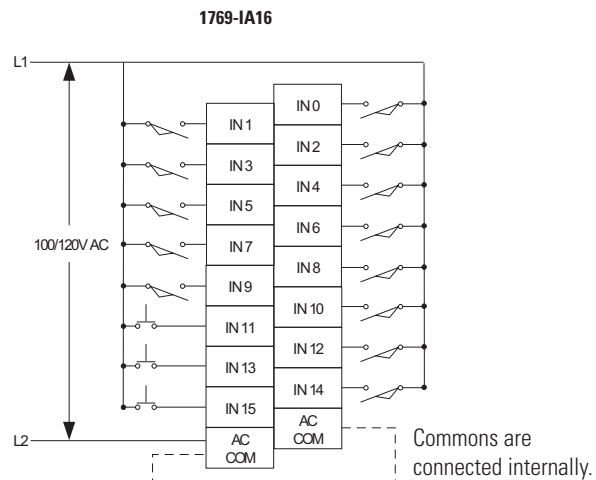 1769-IA16
L1
IN 0
IN 1
IN 2
IN 3
IN 4
IN 5
IN 6
IN 7
IN 8
IN 9
IN 10
IN 11
IN 12
IN 13
IN 14
IN 15
AC
COM
AC
COM
100/120V AC
L2
Commons are
connected internally.